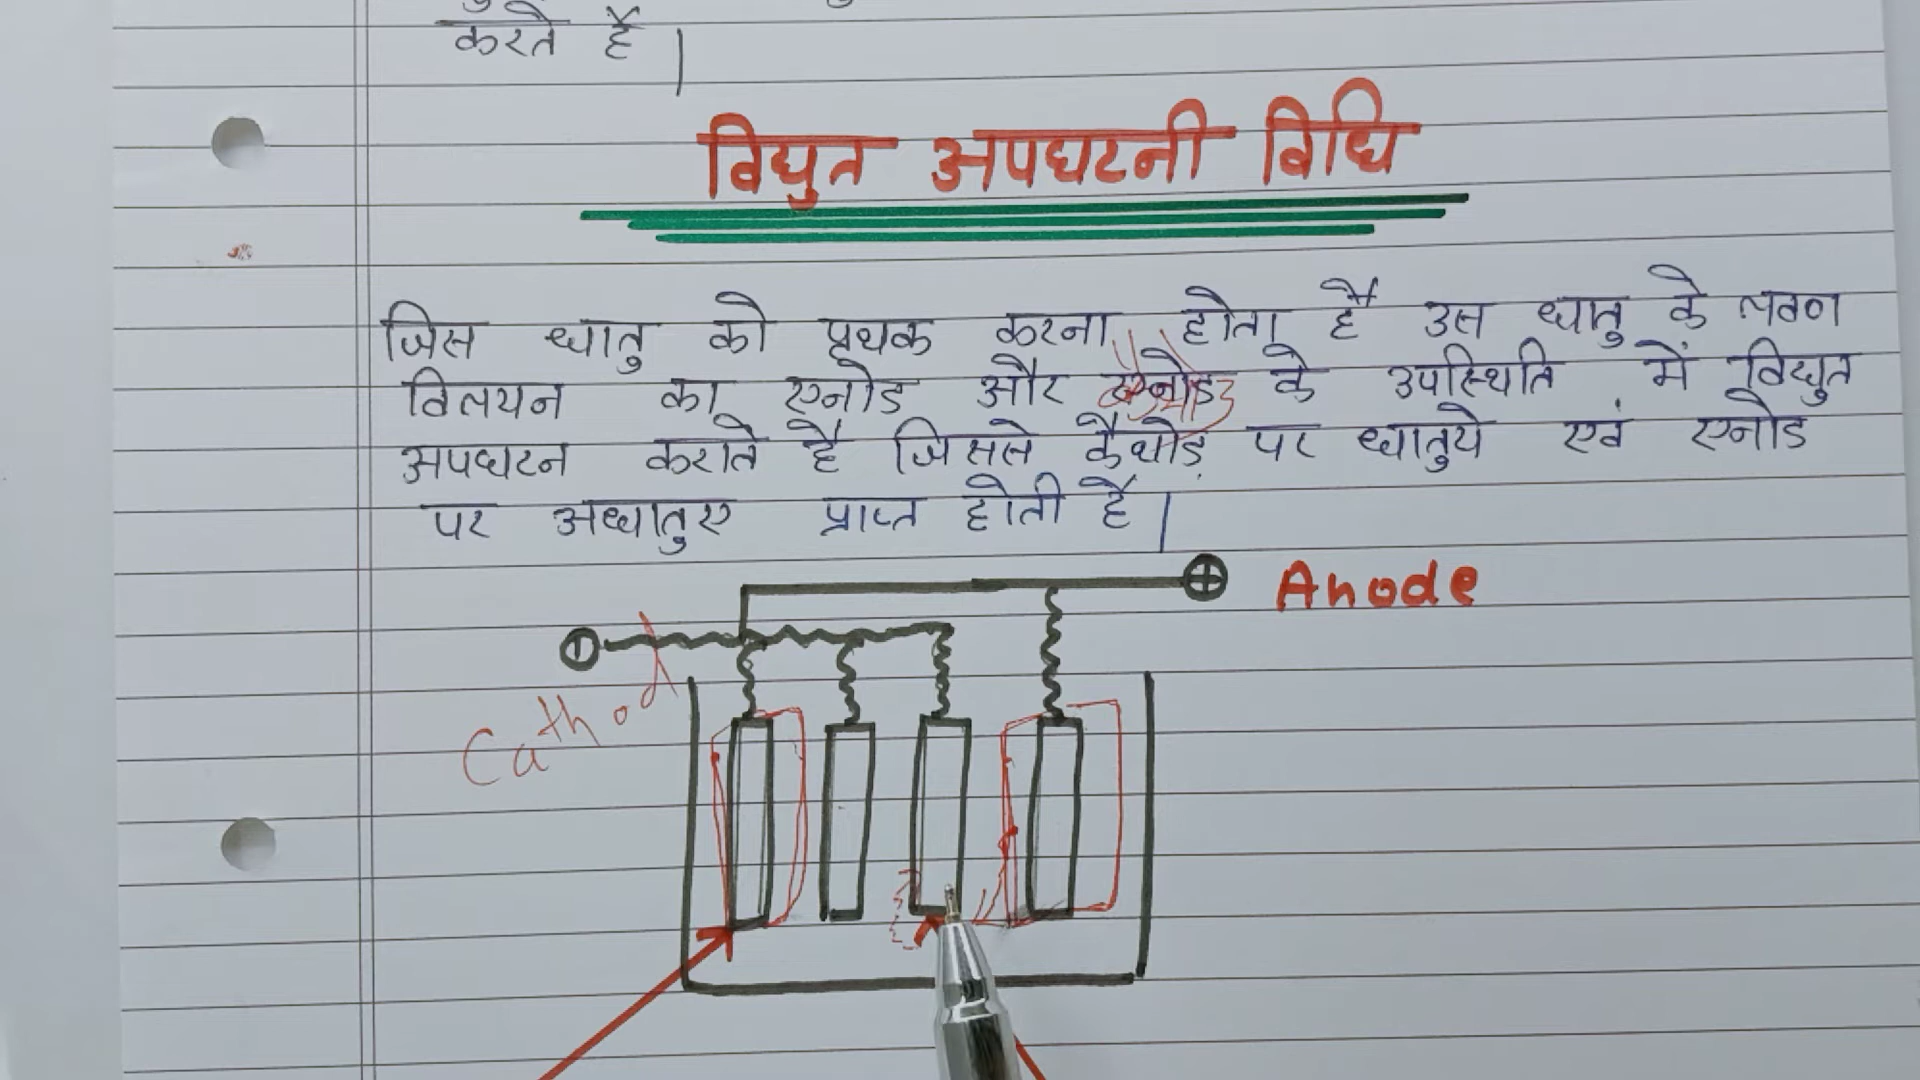 करते हैं |
विद्युत अपघटनी विधि
जिस धातु को प्रथक करना होता है उस धातु के लवण
विलयन का एनोड और के उपस्थिति में विद्युत
अपघटन कराते है जिससे कैथोड़ पर धातुये एवं एनोड
पर अधातुए प्राप्त होती हैं |
Anode
Cathod